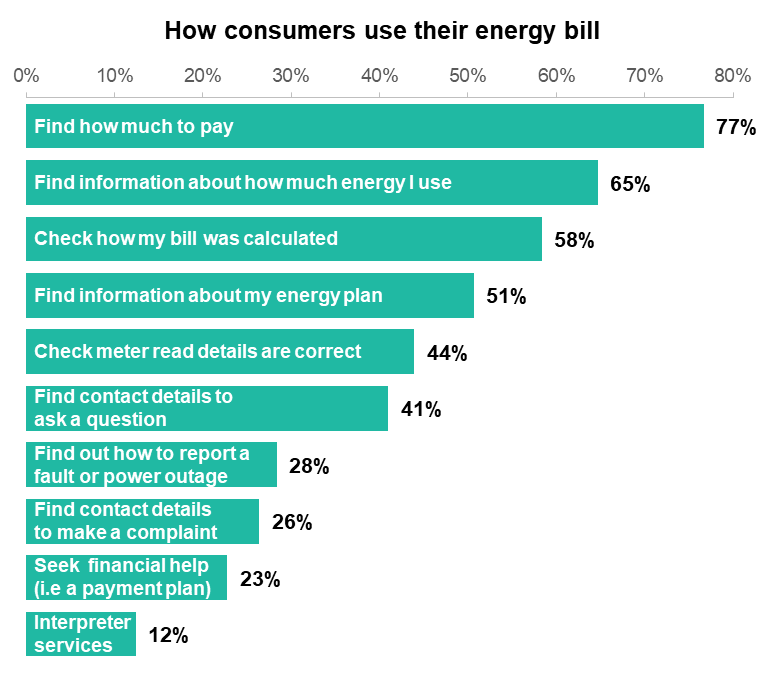 How consumers use their energy bill
0% 10% 20% 30% 40% 50% 60% 70% 80%
Find how much to pay 77%
Find information about how much energy I use 65%
Check how my bill was calculated 58%
Find information about my energy plan 51%
Check meter read details are correct 44%
Find contact details to
ask a question 41%
Find out how to report a
fault or power outage 28%
Find contact details
to make a complaint 26%
Seek financial help
(i.e a payment plan) 23%
Interpreter
services 12%